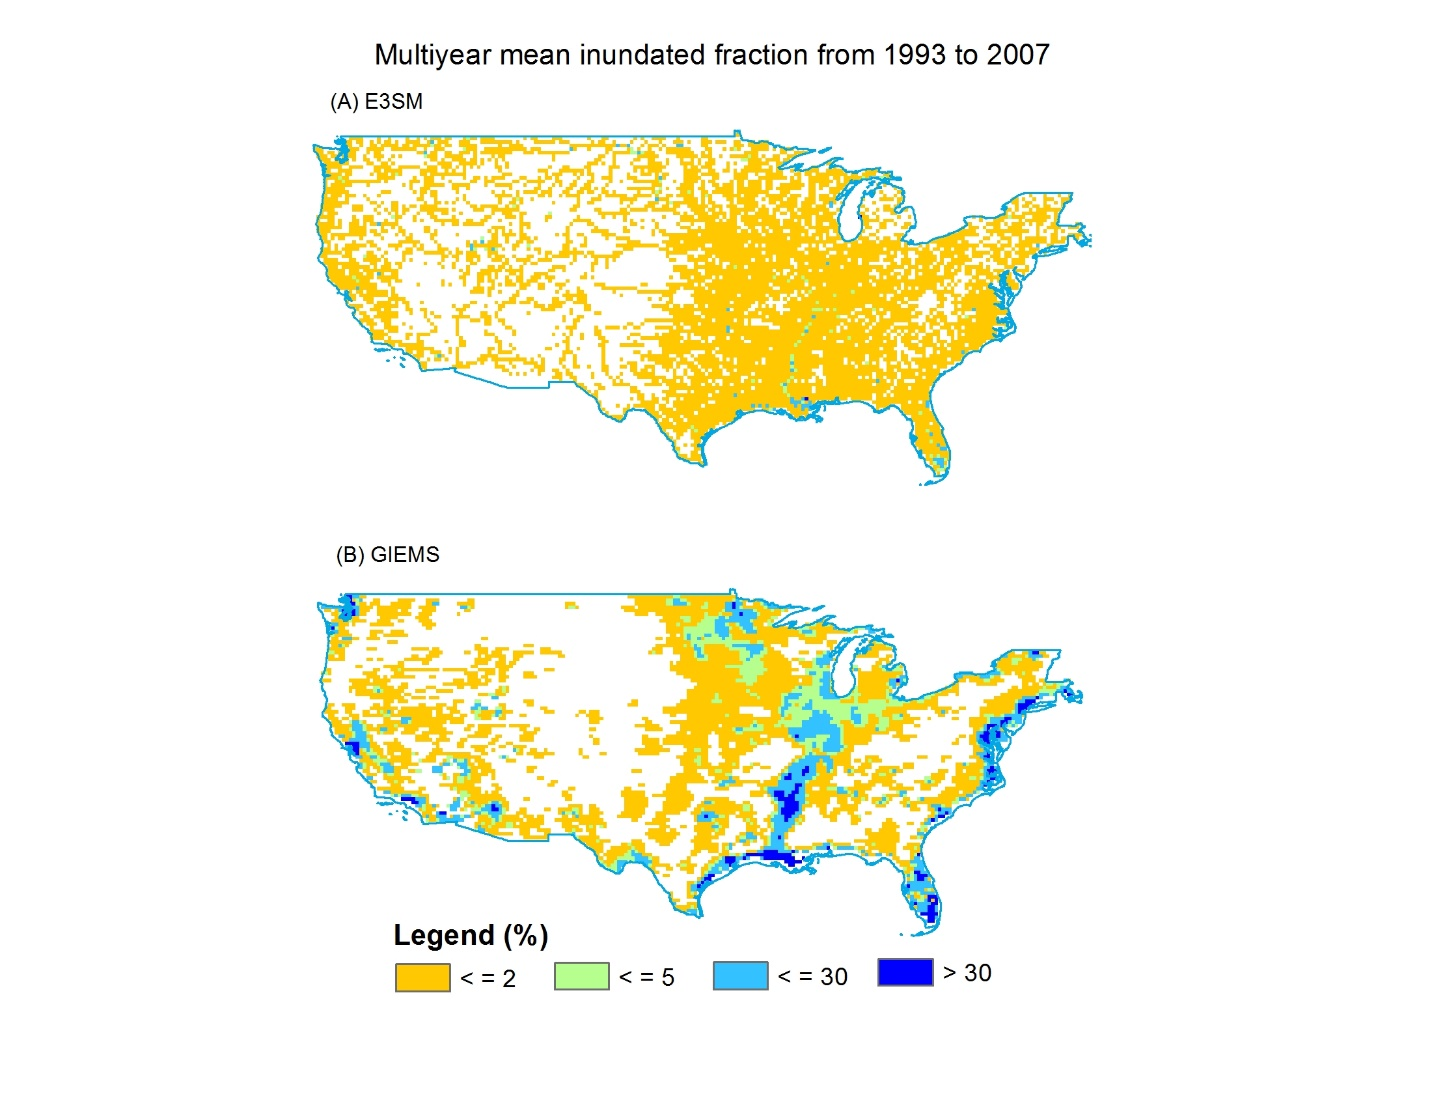 Multiyear mean inundated fraction from 1993 to 2007
(A) E3SM
(B) GIEMS
Legend (%)
< = 2
< = 5
< = 30
> 30